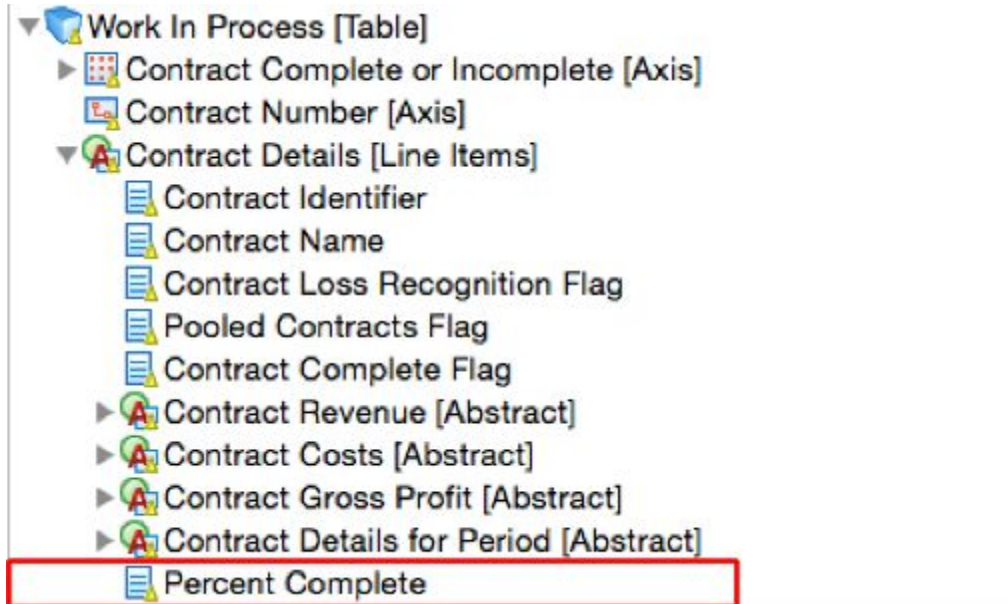 Work In Process [Table]
Contract Complete or Incomplete [Axis]
Contract Number [Axis]
Contract Details [Line Items]
Contract Identifier
Contract Name
Contract Loss Recognition Flag
Pooled Contracts Flag
Contract Complete Flag
Contract Revenue [Abstract]
Contract Costs [Abstract]
Contract Gross Profit [Abstract]
Contract Details for Period [Abstract]
Percent Complete